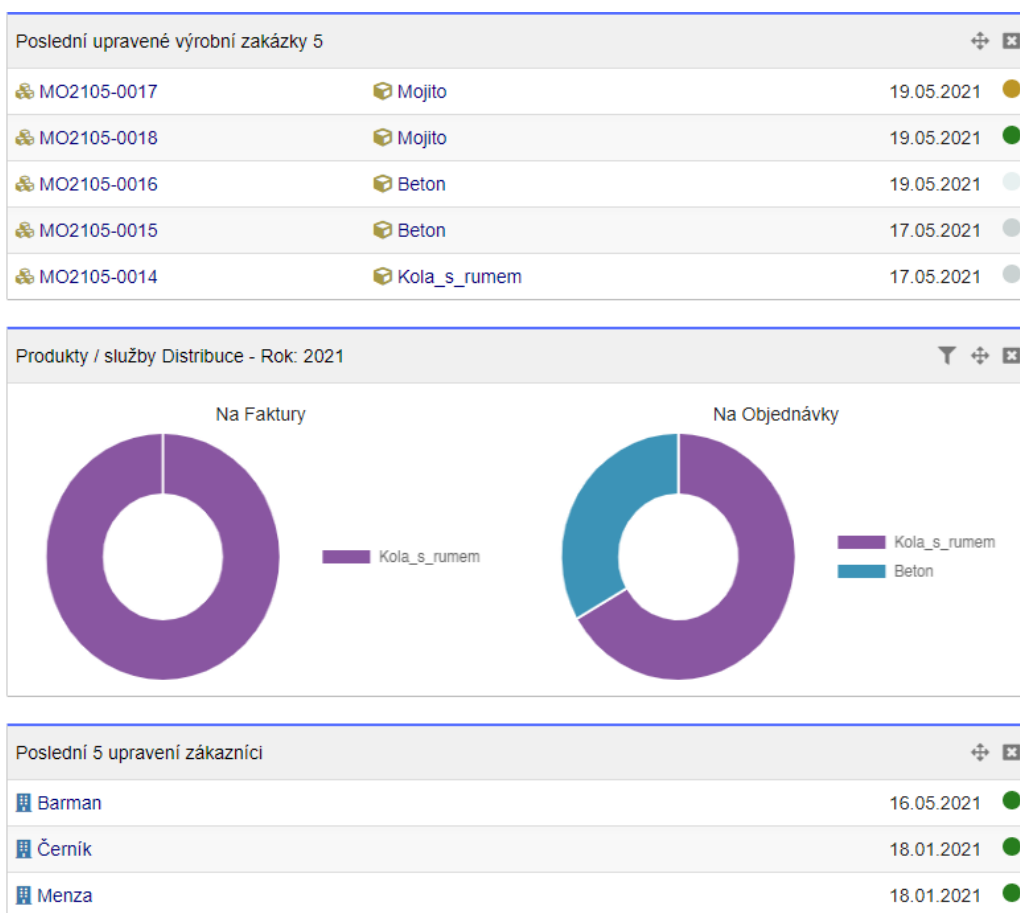 Poslední upravené výrobní zakázky 5
MO2105-0017 Mojito 19.05.2021
MO2105-0018 Mojito 19.05.2021
MO2105-0016 Beton 19.05.2021
MO2105-0015 Beton 17.05.2021
MO2105-0014 Kola_s_rumem 17.05.2021
Produkty / služby Distribuce - Rok: 2021
Na Faktury
Kola_s_rumem
Na Objednávky
Kola_s_rumem
Beton
Poslední 5 upravení zákazníci
Barman 16.05.2021
Černík 18.01.2021
Menza 18.01.2021